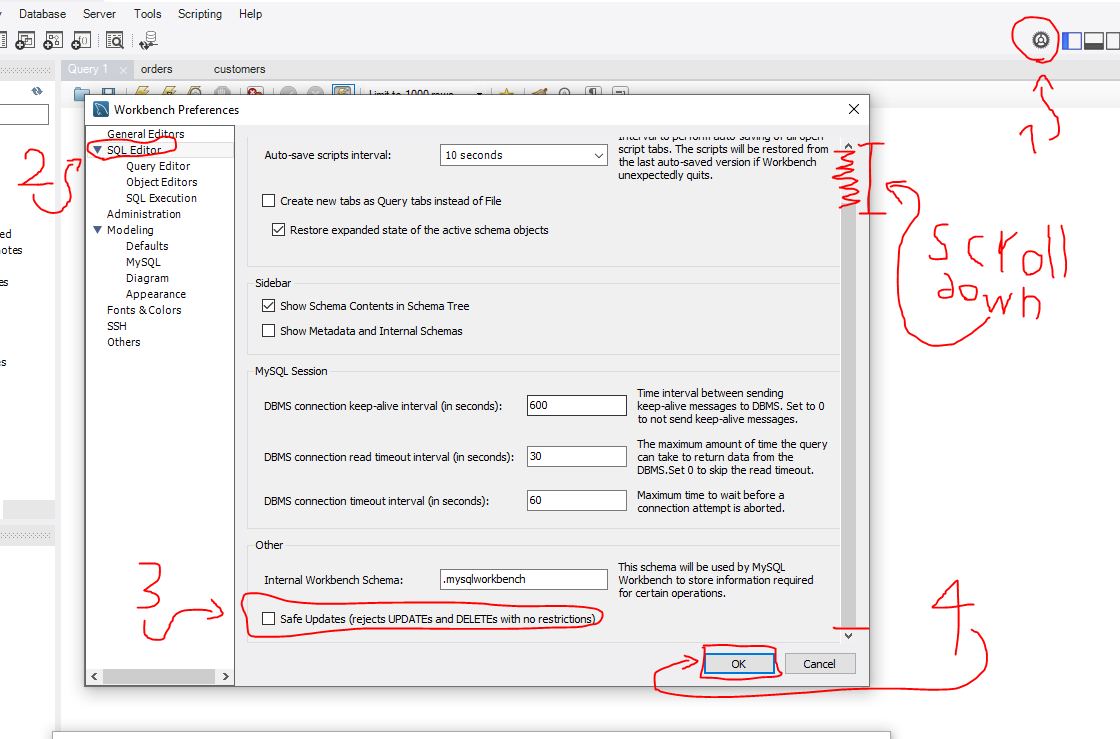 Database Server Tools Scripting Help
Query 1 × orders customers
Limit to 1000 rows
1
Workbench Preferences
General Editors
SQL Editor
Query Editor
Object Editors
SQL Execution
Administration
Modeling
Defaults
MySQL
Diagram
Appearance
Fonts & Colors
SSH
Others
2
ed
otes
es
s
Auto-save scripts interval: 10 seconds
Interval to perform auto-saving of all open
script tabs. The scripts will be restored from
the last auto-saved version if Workbench
unexpectedly quits.
Create new tabs as Query tabs instead of File
Restore expanded state of the active schema objects
scroll
down
Sidebar
Show Schema Contents in Schema Tree
Show Metadata and Internal Schemas
MySQL Session
DBMS connection keep-alive interval (in seconds): 600
Time interval between sending
keep-alive messages to DBMS. Set to 0
to not send keep-alive messages.
DBMS connection read timeout interval (in seconds): 30
The maximum amount of time the query
can take to return data from the
DBMS.Set 0 to skip the read timeout.
DBMS connection timeout interval (in seconds): 60
Maximum time to wait before a
connection attempt is aborted.
Other
Internal Workbench Schema: .mysqlworkbench
This schema will be used by MySQL
Workbench to store information required
for certain operations.
3
Safe Updates (rejects UPDATEs and DELETEs with no restrictions)
4
OK Cancel